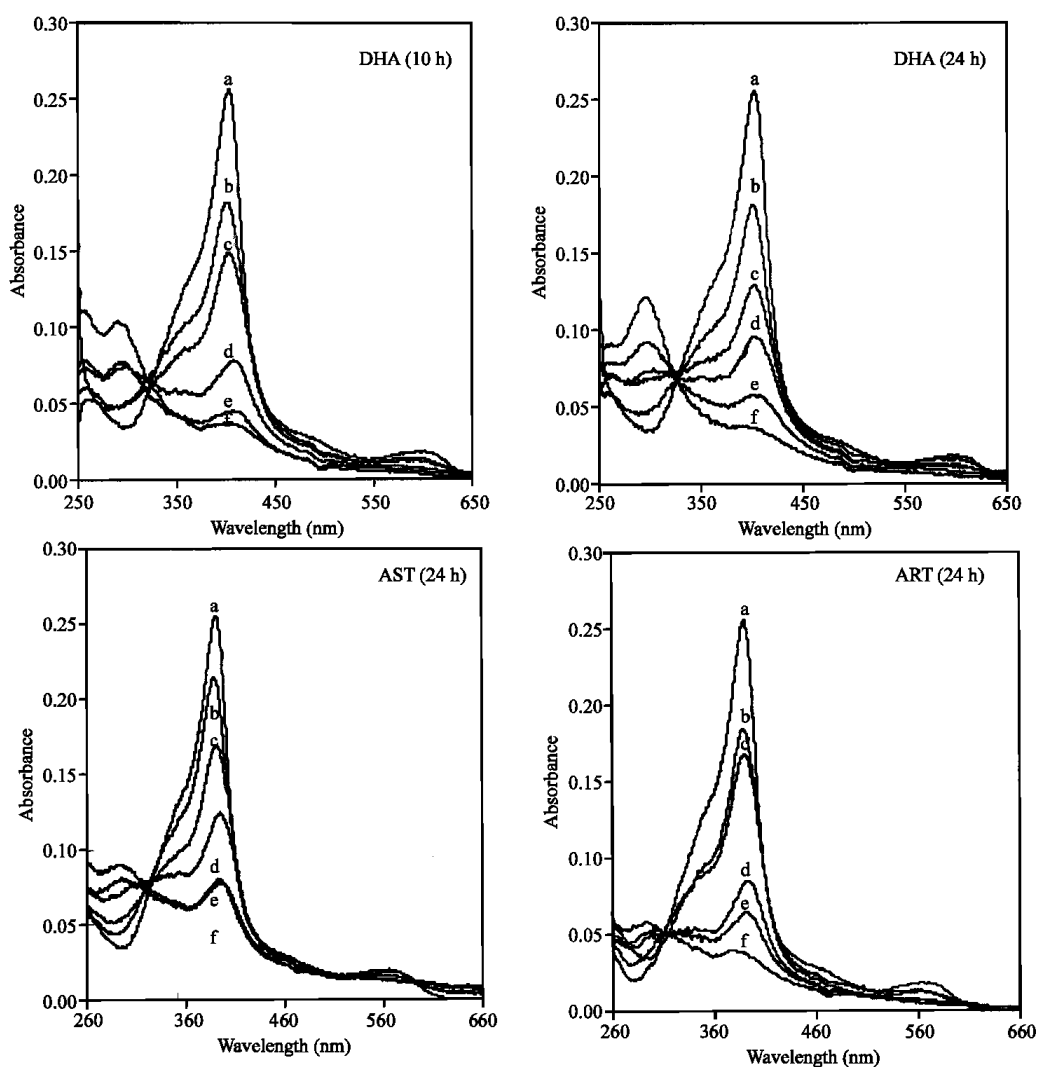 0.30
0.25
0.20
0.15
0.10
0.05
0.00
Absorbance
DHA (10 h)
a
b
c
d
e
f
250 350 450 550 650
Wavelength (nm)
0.30
0.25
0.20
0.15
0.10
0.05
0.00
Absorbance
DHA (24 h)
a
b
c
d
e
f
250 350 450 550 650
Wavelength (nm)
0.30
0.25
0.20
0.15
0.10
0.05
0.00
Absorbance
AST (24 h)
a
b
c
d
e
f
260 360 460 560 660
Wavelength (nm)
0.30
0.25
0.20
0.15
0.10
0.05
0.00
Absorbance
ART (24 h)
a
b
c
d
e
f
260 360 460 560 660
Wavelength (nm)